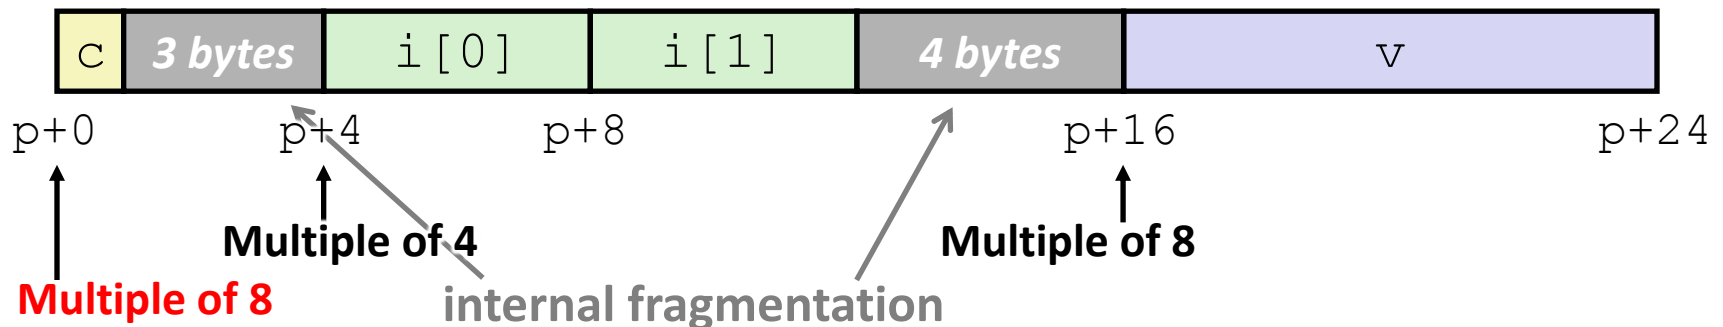 c 3 bytes i[0] i[1] 4 bytes v
p+0 p+4 p+8 p+16 p+24
Multiple of 4 Multiple of 8
Multiple of 8 internal fragmentation